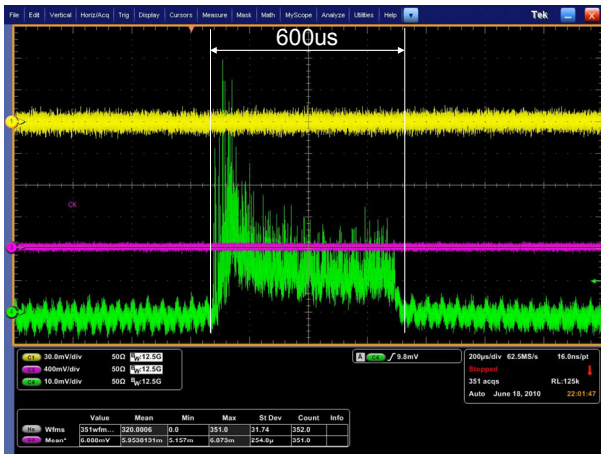 File Edit Vertical Horiz/Acq Trig Display Cursors Measure Mask Math MyScope Analyze Utilities Help Tek
600us
CK
C1 30.0mV/div 50Ω BW:12.5G
400mV/div 50Ω BW:12.5G
C4 10.0mV/div 50Ω BW:12.5G
A C4 9.8mV
200µs/div 62.5MS/s 16.0ns/pt
Stopped
351 acqs RL:125k
Auto June 18, 2010 22:01:47
Value Mean Min Max St Dev Count Info
Hs Wfms 351wfm... 320.0006 0.0 351.0 31.74 352.0
Mean* 6.000mV 5.9530131m 5.157m 6.073m 254.0µ 351.0